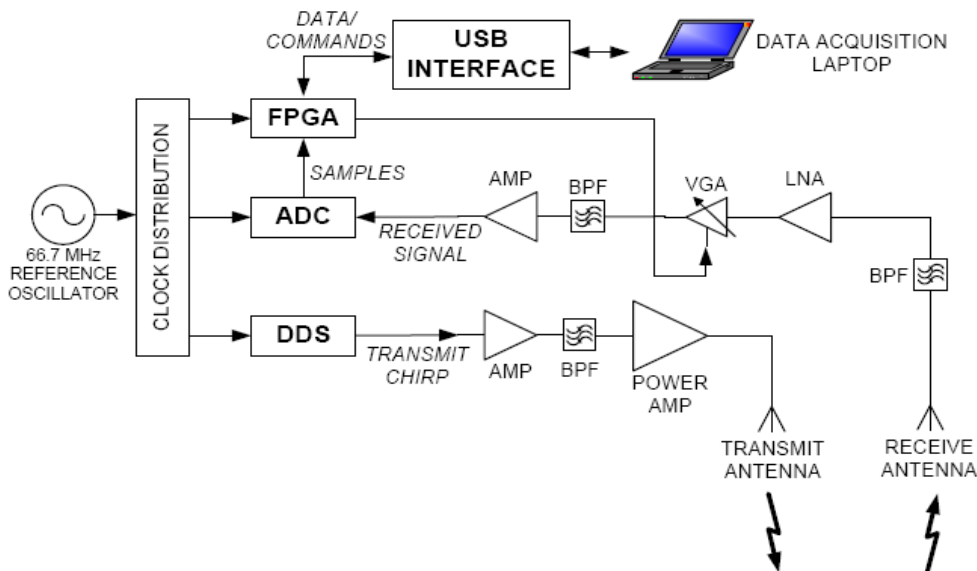 DATA/
COMMANDS
USB
INTERFACE
DATA ACQUISITION
LAPTOP
FPGA
CLOCK DISTRIBUTION
SAMPLES
AMP
BPF
VGA
LNA
ADC
RECEIVED
SIGNAL
66.7 MHz
REFERENCE
OSCILLATOR
BPF
DDS
TRANSMIT
CHIRP
AMP
BPF
POWER
AMP
TRANSMIT
ANTENNA
RECEIVE
ANTENNA